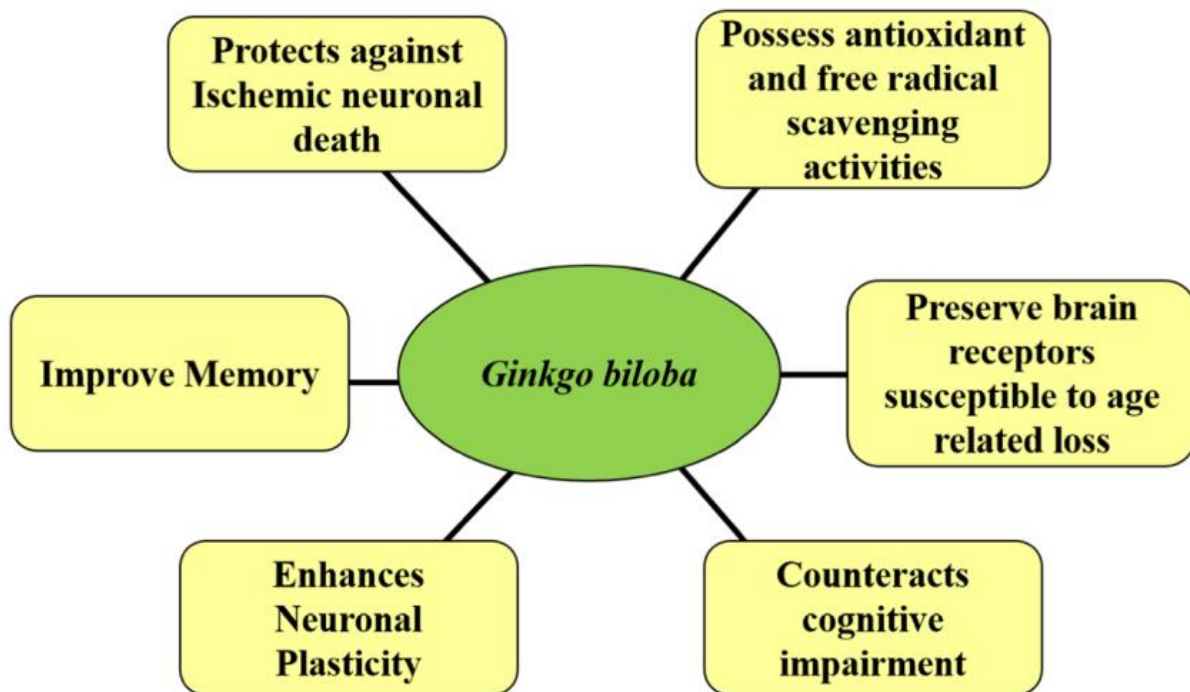 Protects against
Ischemic neuronal
death
Possess antioxidant
and free radical
scavenging
activities
Improve Memory
Ginkgo biloba
Preserve brain
receptors
susceptible to age
related loss
Enhances
Neuronal
Plasticity
Counteracts
cognitive
impairment